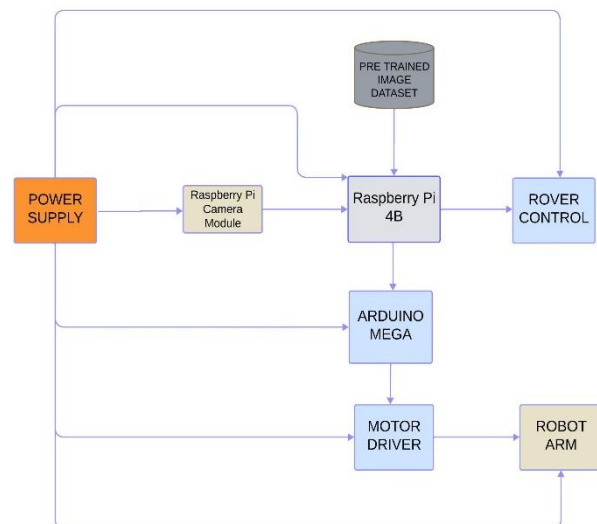 PRE TRAINED
IMAGE
DATASET
POWER
SUPPLY
Raspberry Pi
Camera
Module
Raspberry Pi
4B
ROVER
CONTROL
ARDUINO
MEGA
MOTOR
DRIVER
ROBOT
ARM